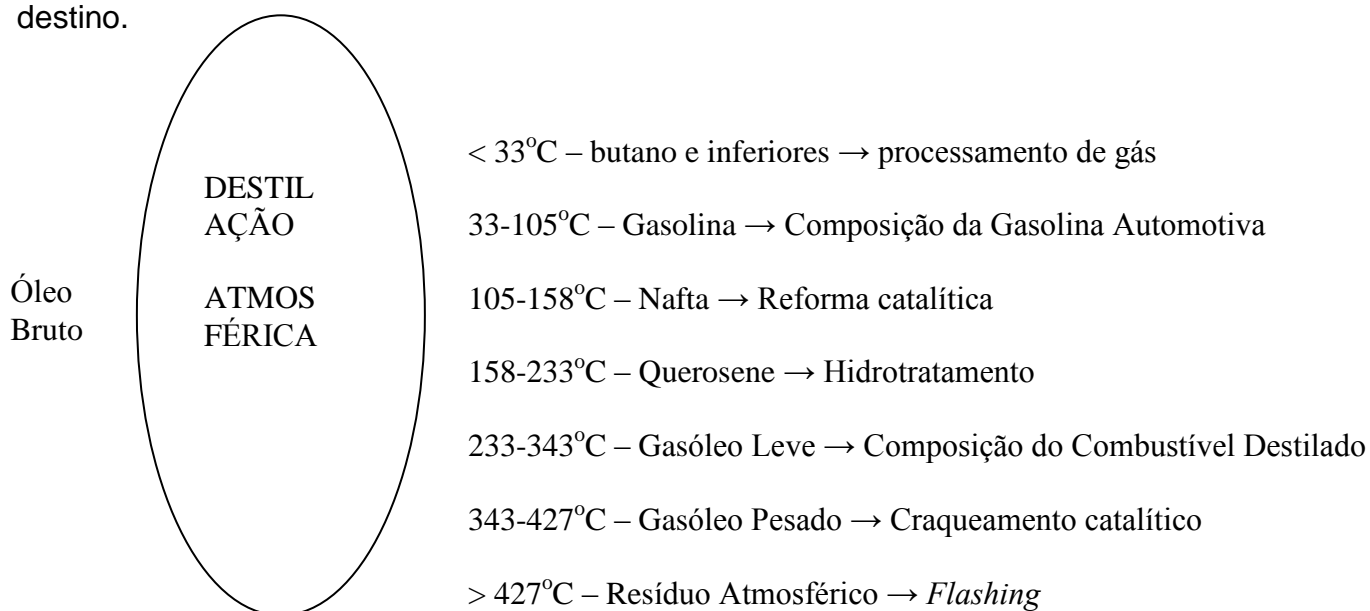 destino.
< 33°C – butano e inferiores → processamento de gás
DESTIL
AÇÃO
33-105°C – Gasolina → Composição da Gasolina Automotiva
Óleo
Bruto
ATMOS
FÉRICA
105-158°C – Nafta → Reforma catalítica
158-233°C – Querosene → Hidrotratamento
233-343°C – Gasóleo Leve → Composição do Combustível Destilado
343-427°C – Gasóleo Pesado → Craqueamento catalítico
> 427°C – Resíduo Atmosférico → Flashing